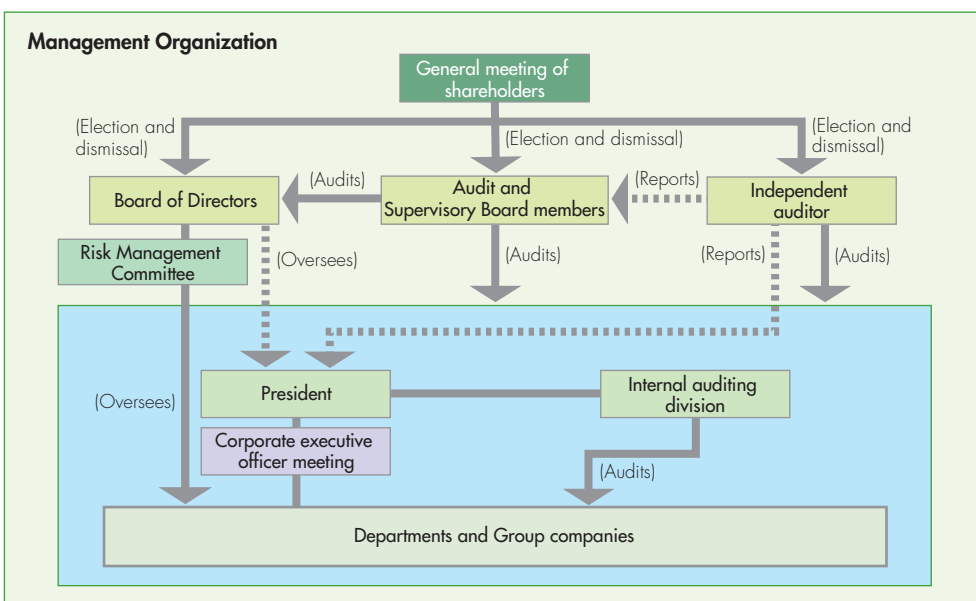 Management Organization
General meeting of
shareholders
(Election and
dismissal)
(Election and dismissal)
(Election and
dismissal)
Board of Directors
(Audits)
Audit and
Supervisory Board members
(Reports)
Independent
auditor
Risk Management
Committee
(Oversees)
(Audits)
(Reports)
(Audits)
President
Internal auditing
division
(Oversees)
Corporate executive
officer meeting
(Audits)
Departments and Group companies